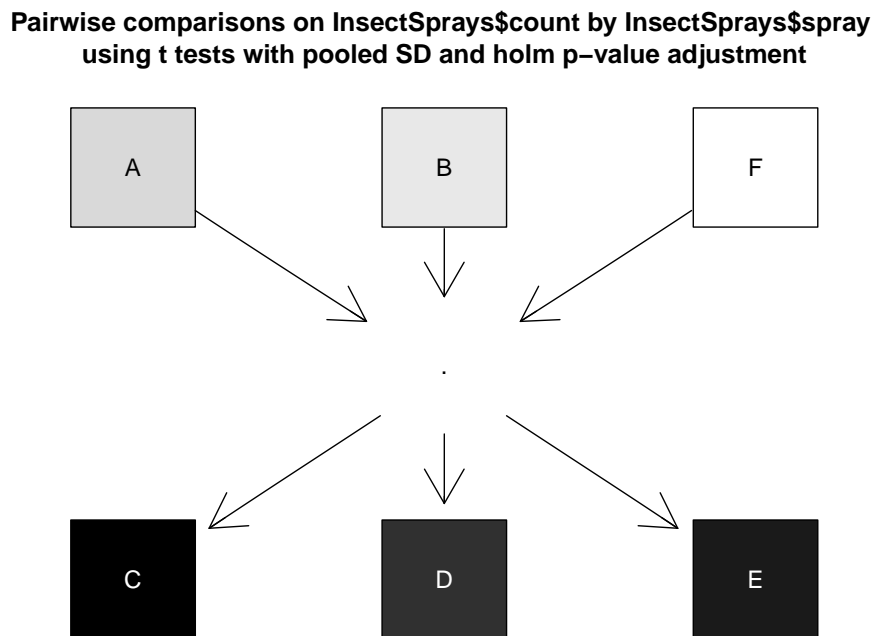 Pairwise comparisons on InsectSprays$count by InsectSprays$spray
using t tests with pooled SD and holm p−value adjustment
A B F
.
C D E